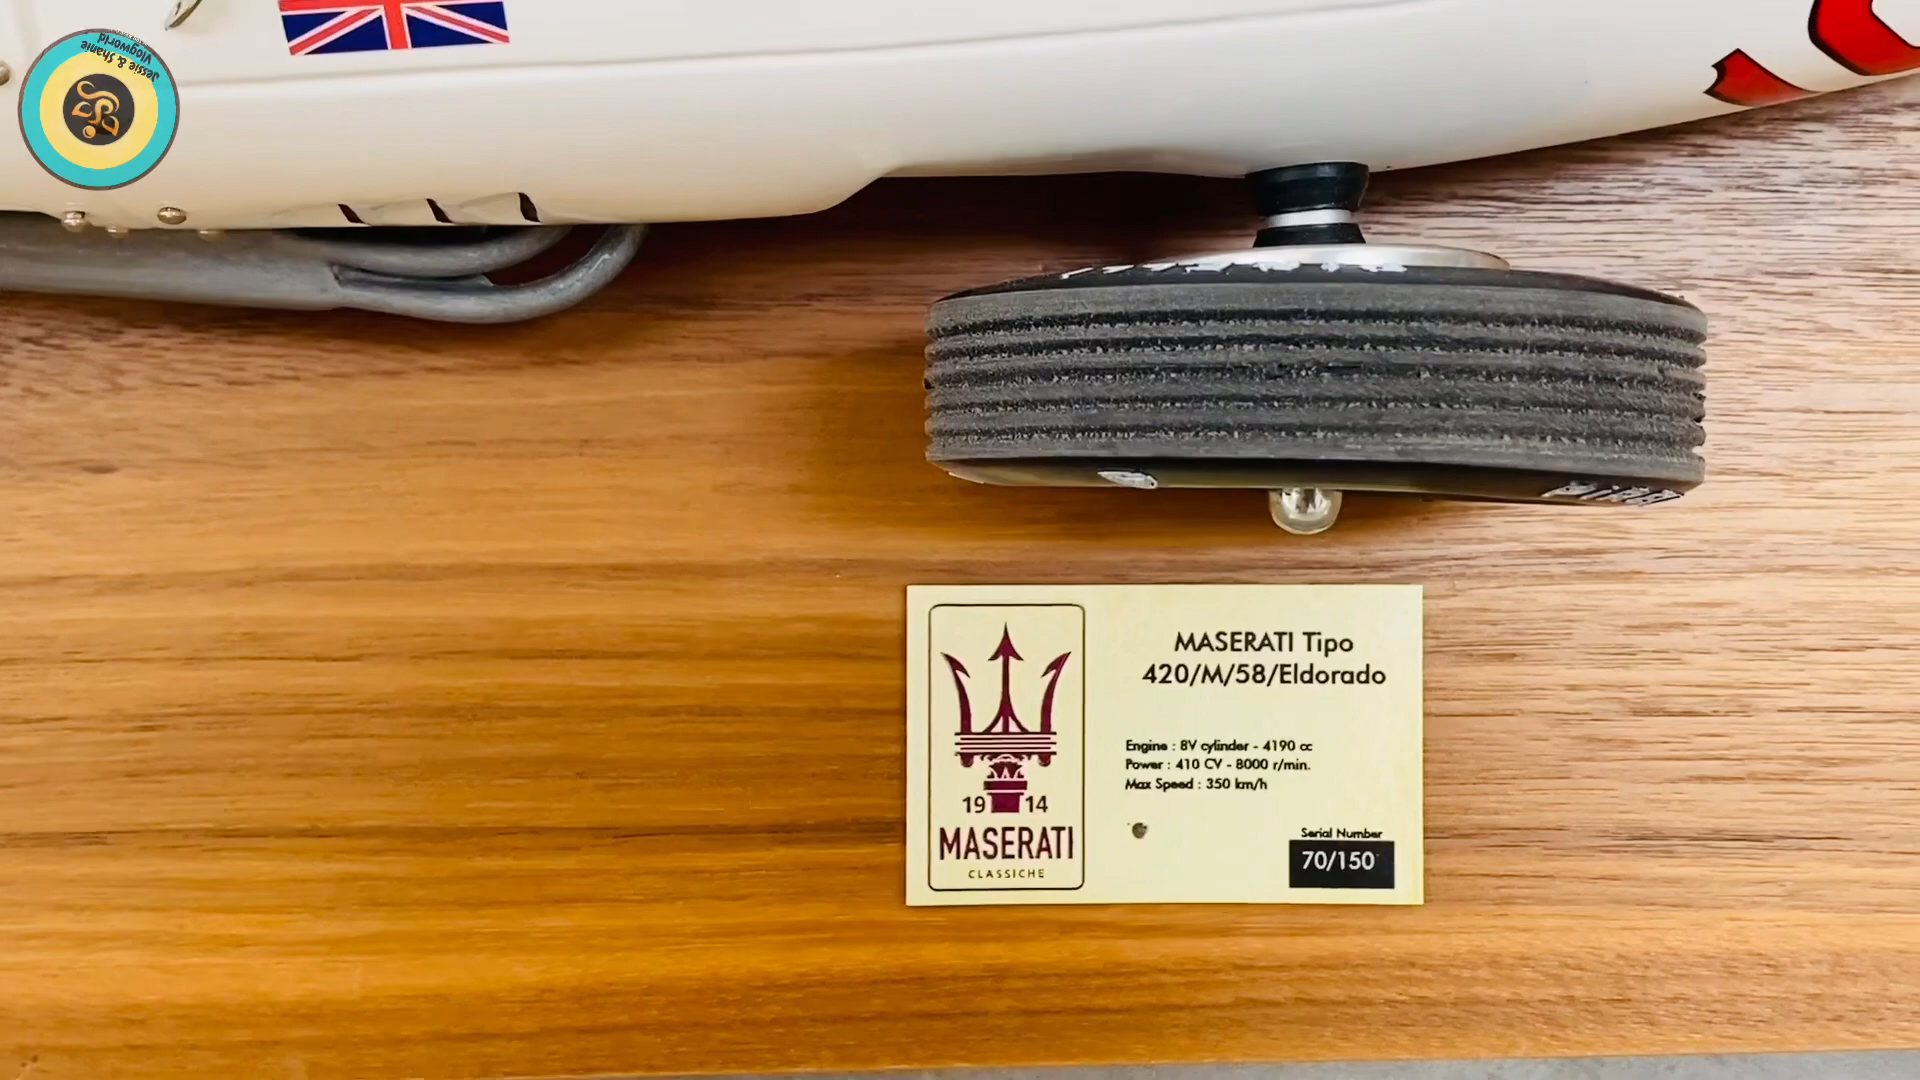 Jessie & Shanie
Vlogworld
MASERATI Tipo
420/M/58/Eldorado
Engine : 8V cylinder - 4190 cc
Power : 410 CV - 8000 r/min.
Max Speed : 350 km/h
19 14
MASERATI
CLASSICHE
Serial Number
70/150